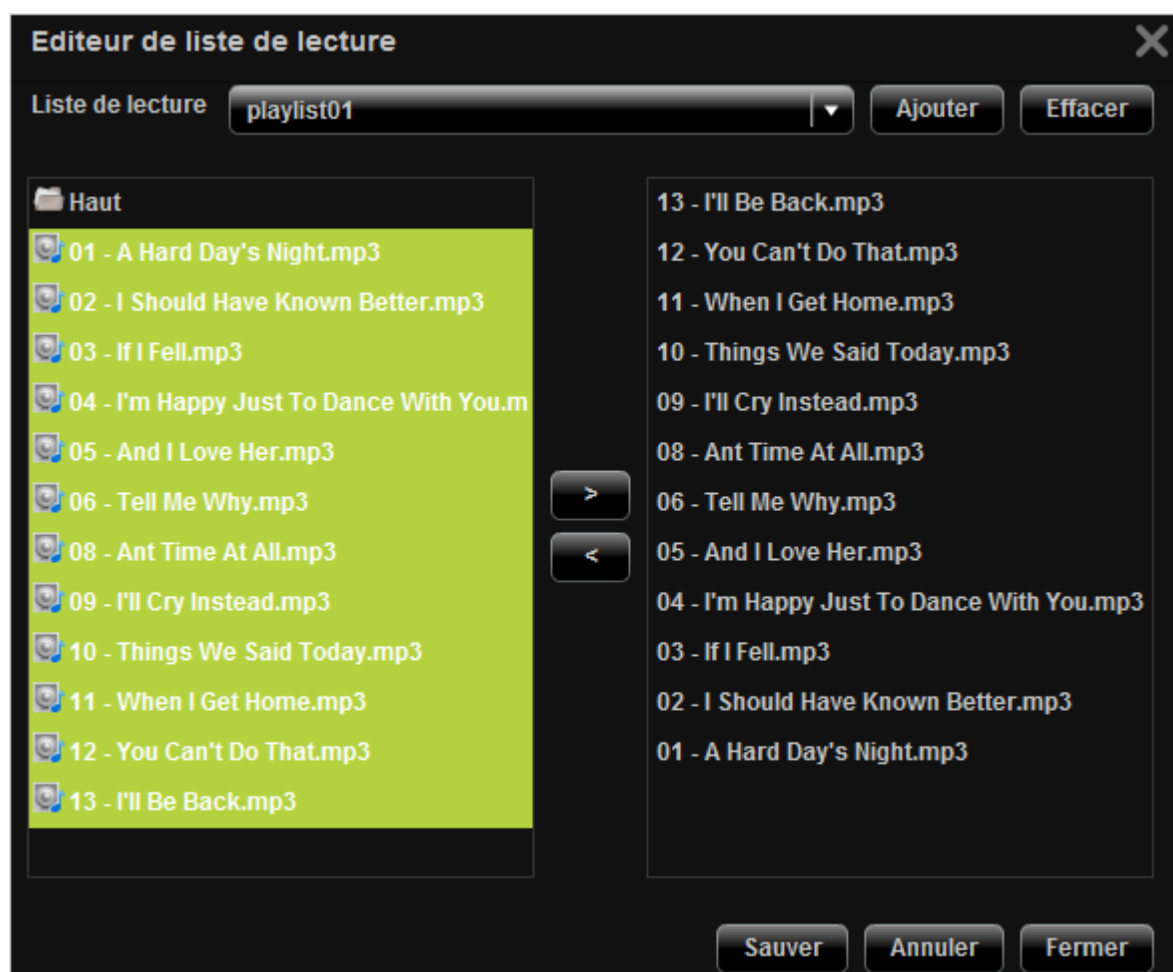 Editeur de liste de lecture
Liste de lecture playlist01 Ajouter Effacer
Haut
01 - A Hard Day's Night.mp3
02 - I Should Have Known Better.mp3
03 - If I Fell.mp3
04 - I'm Happy Just To Dance With You.m
05 - And I Love Her.mp3
06 - Tell Me Why.mp3
08 - Ant Time At All.mp3
09 - I'll Cry Instead.mp3
10 - Things We Said Today.mp3
11 - When I Get Home.mp3
12 - You Can't Do That.mp3
13 - I'll Be Back.mp3
>
<
13 - I'll Be Back.mp3
12 - You Can't Do That.mp3
11 - When I Get Home.mp3
10 - Things We Said Today.mp3
09 - I'll Cry Instead.mp3
08 - Ant Time At All.mp3
06 - Tell Me Why.mp3
05 - And I Love Her.mp3
04 - I'm Happy Just To Dance With You.mp3
03 - If I Fell.mp3
02 - I Should Have Known Better.mp3
01 - A Hard Day's Night.mp3
Sauver Annuler Fermer